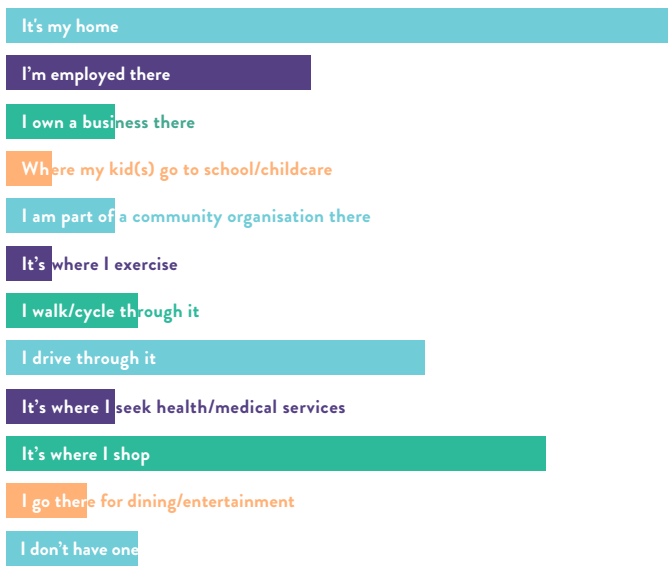 It's my home
I’m employed there
I own a business there
Where my kid(s) go to school/childcare
I am part of a community organisation there
It’s where I exercise
I walk/cycle through it
I drive through it
It’s where I seek health/medical services
It’s where I shop
I go there for dining/entertainment
I don’t have one